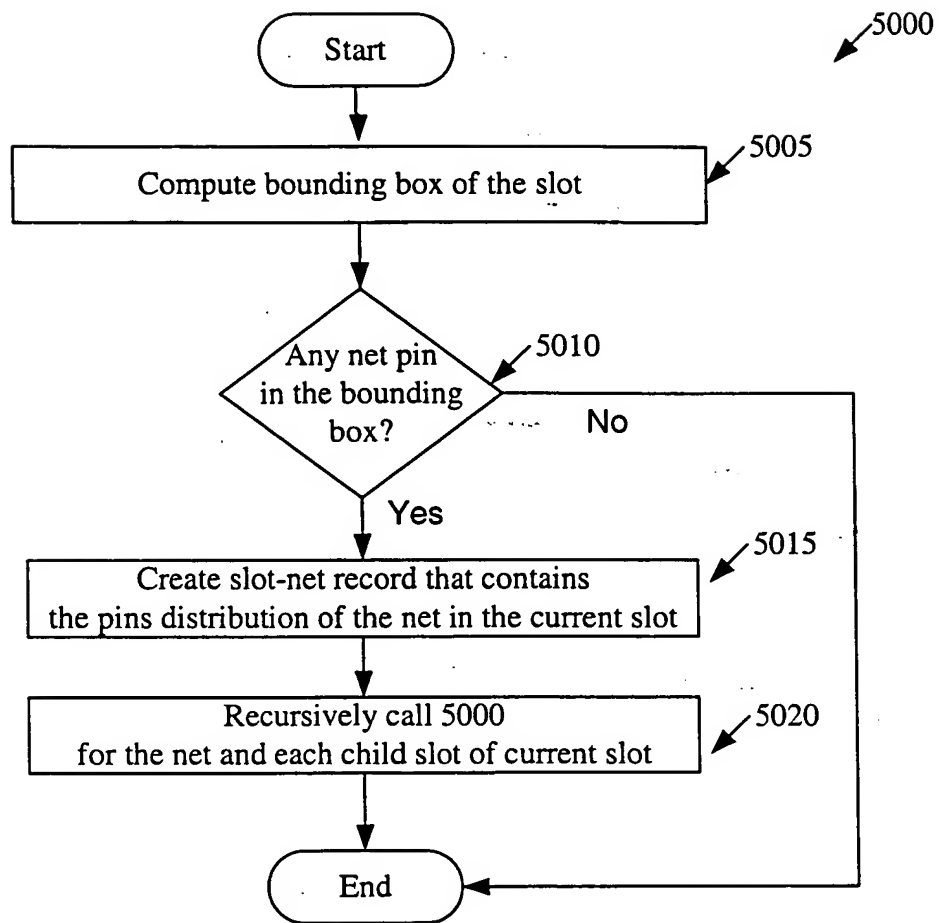 5000
Start
5005
Compute bounding box of the slot
5010
Any net pin
in the bounding
box?
No
Yes
5015
Create slot-net record that contains
the pins distribution of the net in the current slot
5020
Recursively call 5000
for the net and each child slot of current slot
End